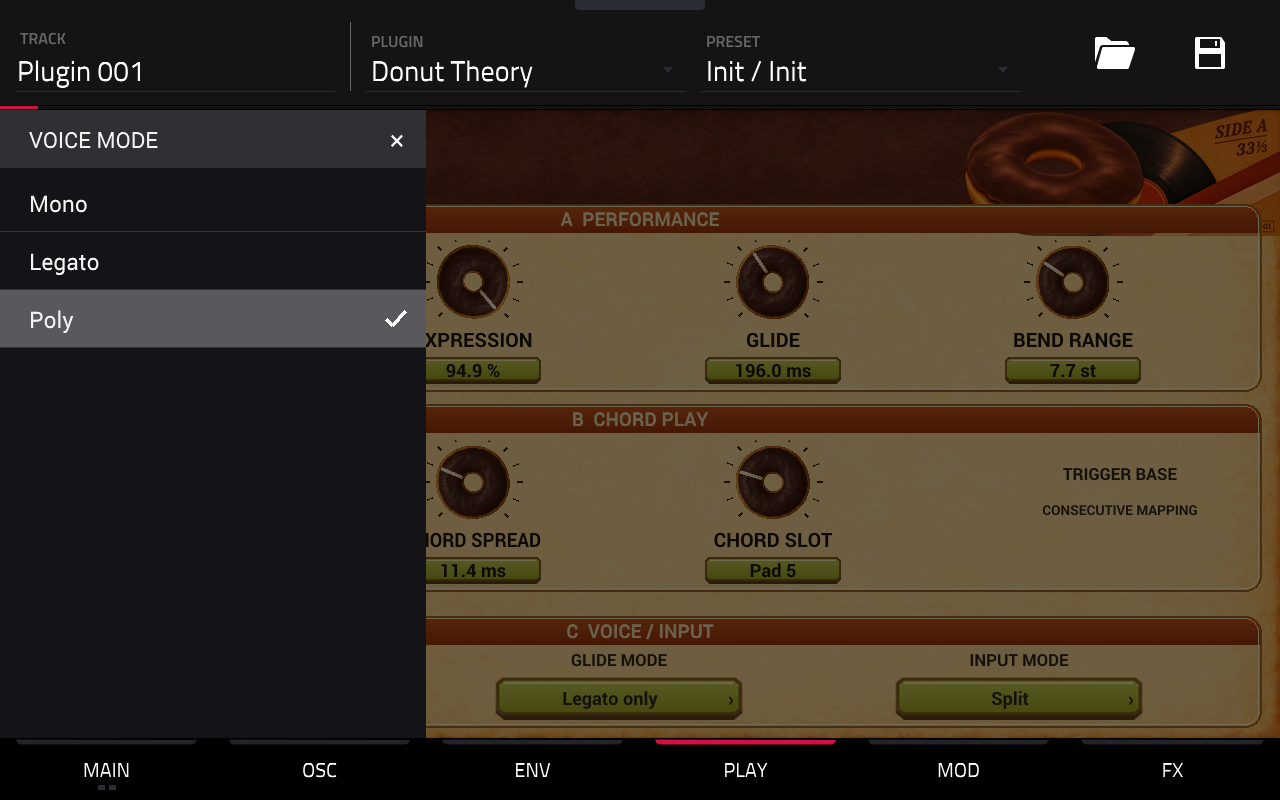 TRACK
Plugin 001
PLUGIN
Donut Theory
PRESET
Init / Init
VOICE MODE
Mono
Legato
Poly
SIDE A
33⅓
A PERFORMANCE
XPRESSION
GLIDE
BEND RANGE
94.9 %
196.0 ms
7.7 st
B CHORD PLAY
TRIGGER BASE
CONSECUTIVE MAPPING
HORD SPREAD
CHORD SLOT
11.4 ms
Pad 5
C VOICE / INPUT
GLIDE MODE
INPUT MODE
Legato only
Split
MAIN
OSC
ENV
PLAY
MOD
FX